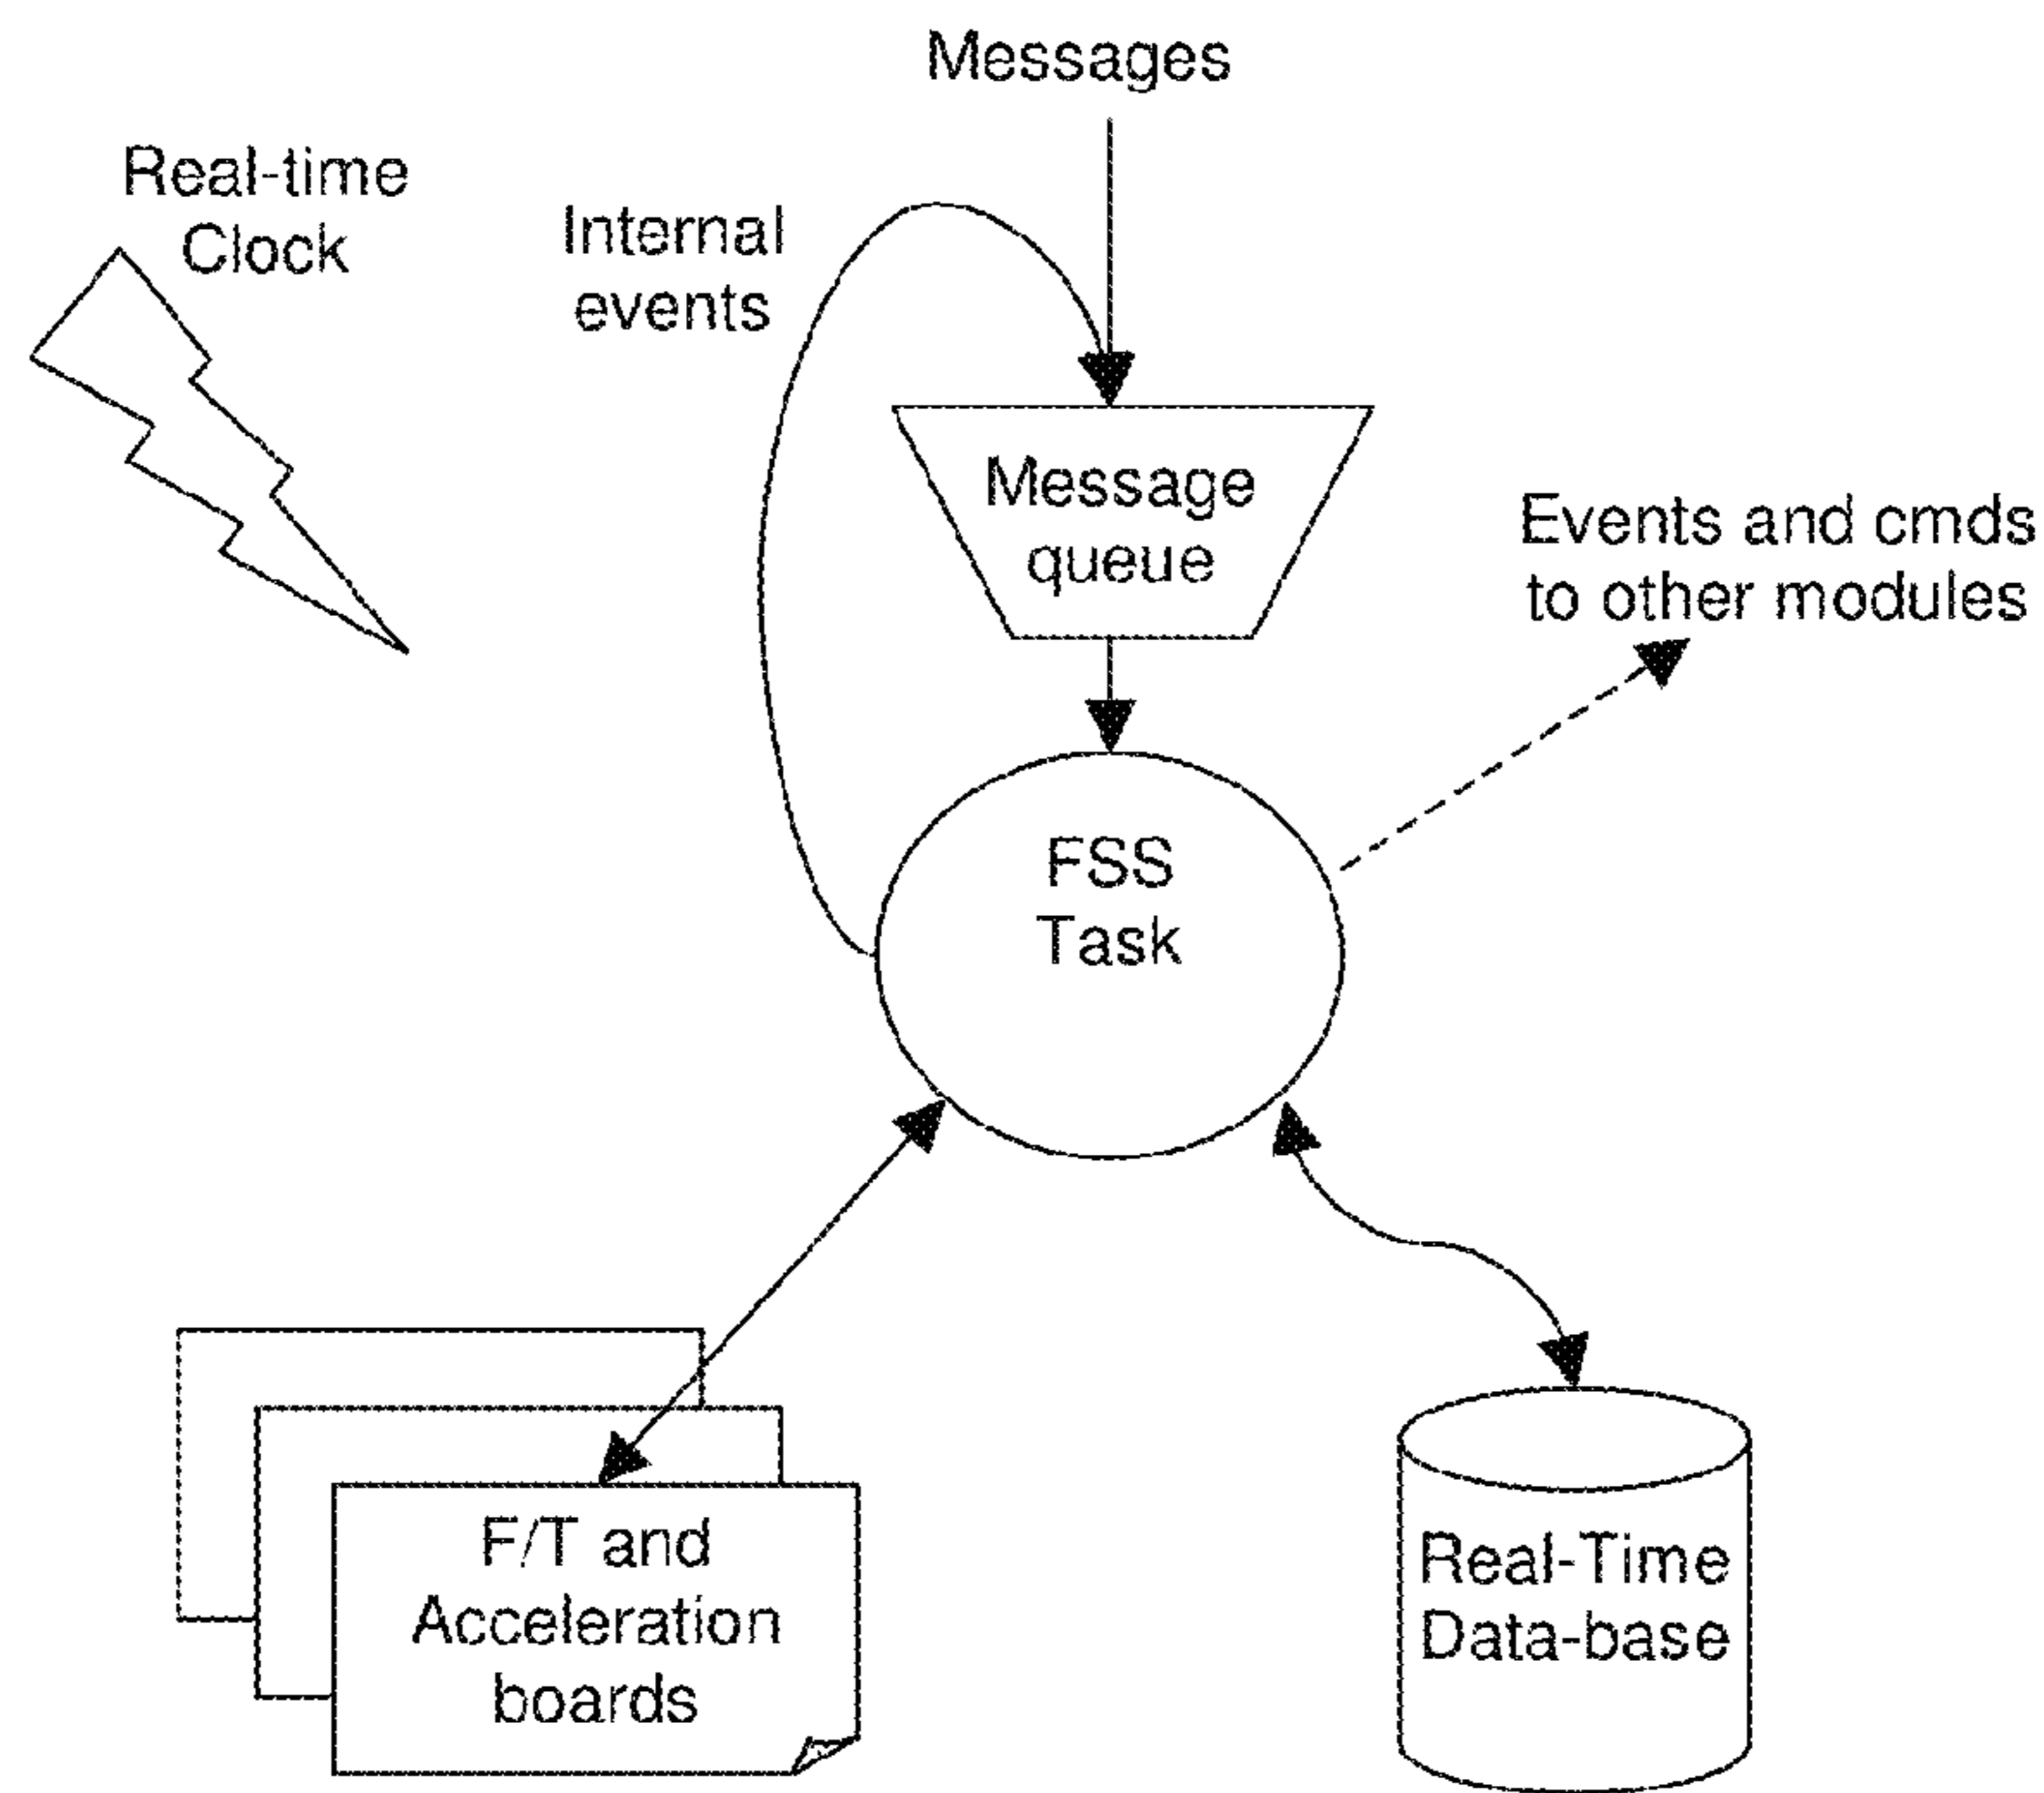 Messages
Real-time
Clock
Internal
events
Message
queue
Events and cmds
to other modules
FSS
Task
F/T and
Acceleration
boards
Real-Time
Data-base